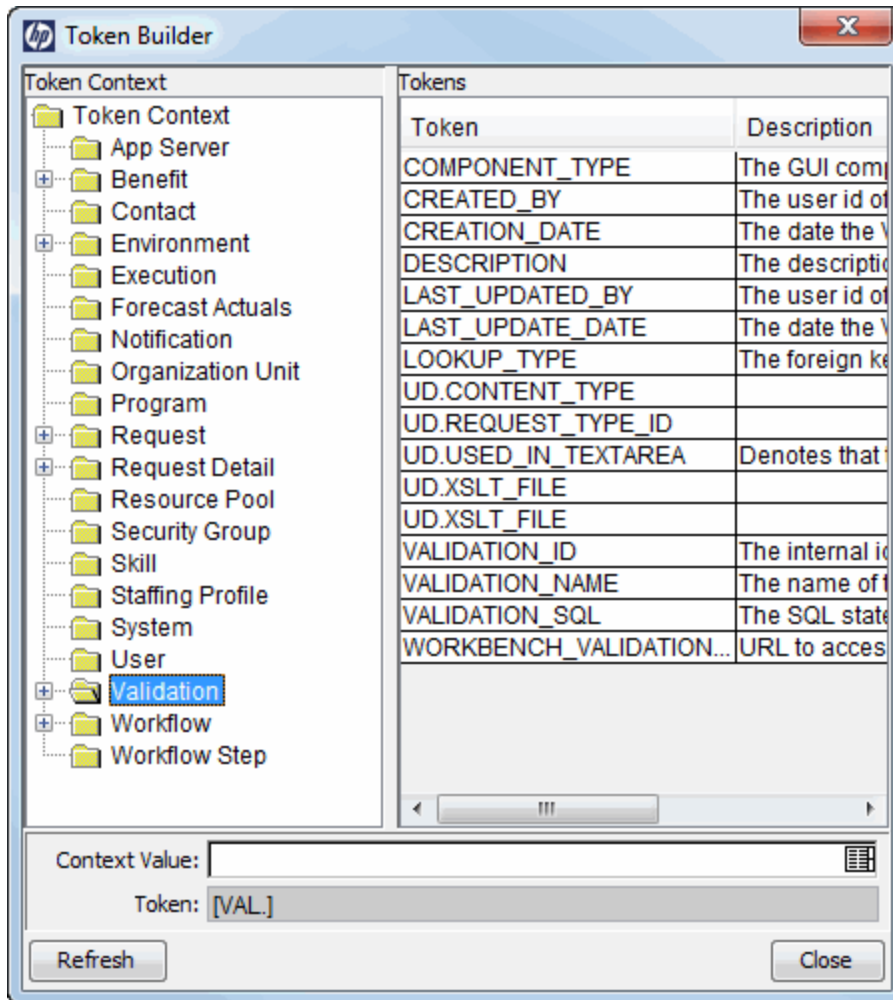 hp Token Builder
Token Context
Token Context
App Server
Benefit
Contact
Environment
Execution
Forecast Actuals
Notification
Organization Unit
Program
Request
Request Detail
Resource Pool
Security Group
Skill
Staffing Profile
System
User
Validation
Workflow
Workflow Step
Tokens
Token Description
COMPONENT_TYPE The GUI comp
CREATED_BY The user id of
CREATION_DATE The date the V
DESCRIPTION The descriptio
LAST_UPDATED_BY The user id of
LAST_UPDATE_DATE The date the V
LOOKUP_TYPE The foreign ke
UD.CONTENT_TYPE
UD.REQUEST_TYPE_ID
UD.USED_IN_TEXTAREA Denotes that f
UD.XSLT_FILE
UD.XSLT_FILE
VALIDATION_ID The internal id
VALIDATION_NAME The name of t
VALIDATION_SQL The SQL state
WORKBENCH_VALIDATION... URL to acces
Context Value:
Token: [VAL.]
Refresh Close